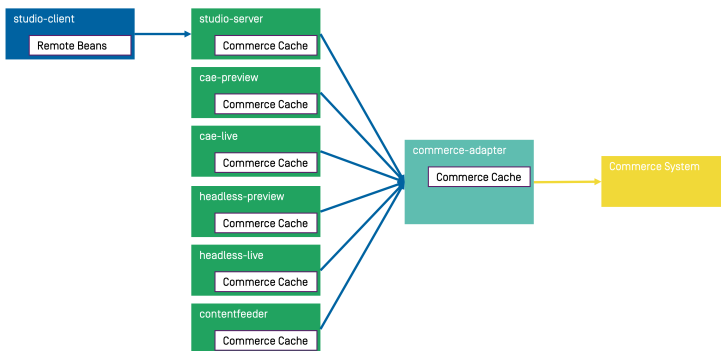 studio-client
Remote Beans
studio-server
Commerce Cache
cae-preview
Commerce Cache
cae-live
Commerce Cache
headless-preview
Commerce Cache
headless-live
Commerce Cache
contentfeeder
Commerce Cache
commerce-adapter
Commerce Cache
Commerce System